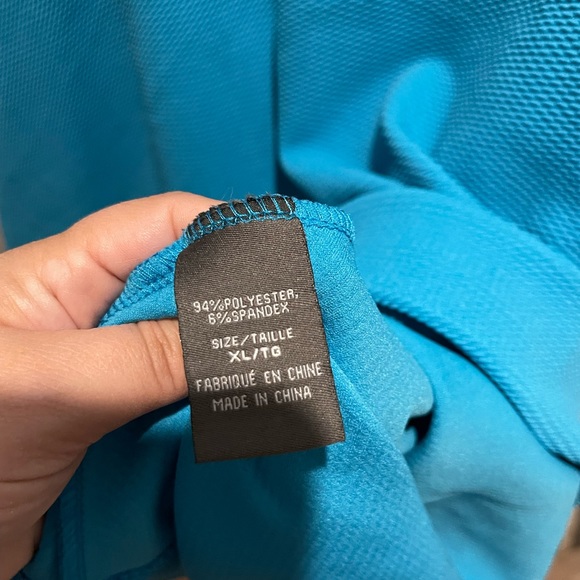 94%POLYESTER,
6%SPANDEX
SIZE/TAILLE
XL/TG
FABRIQUÉ EN CHINE
MADE IN CHINA